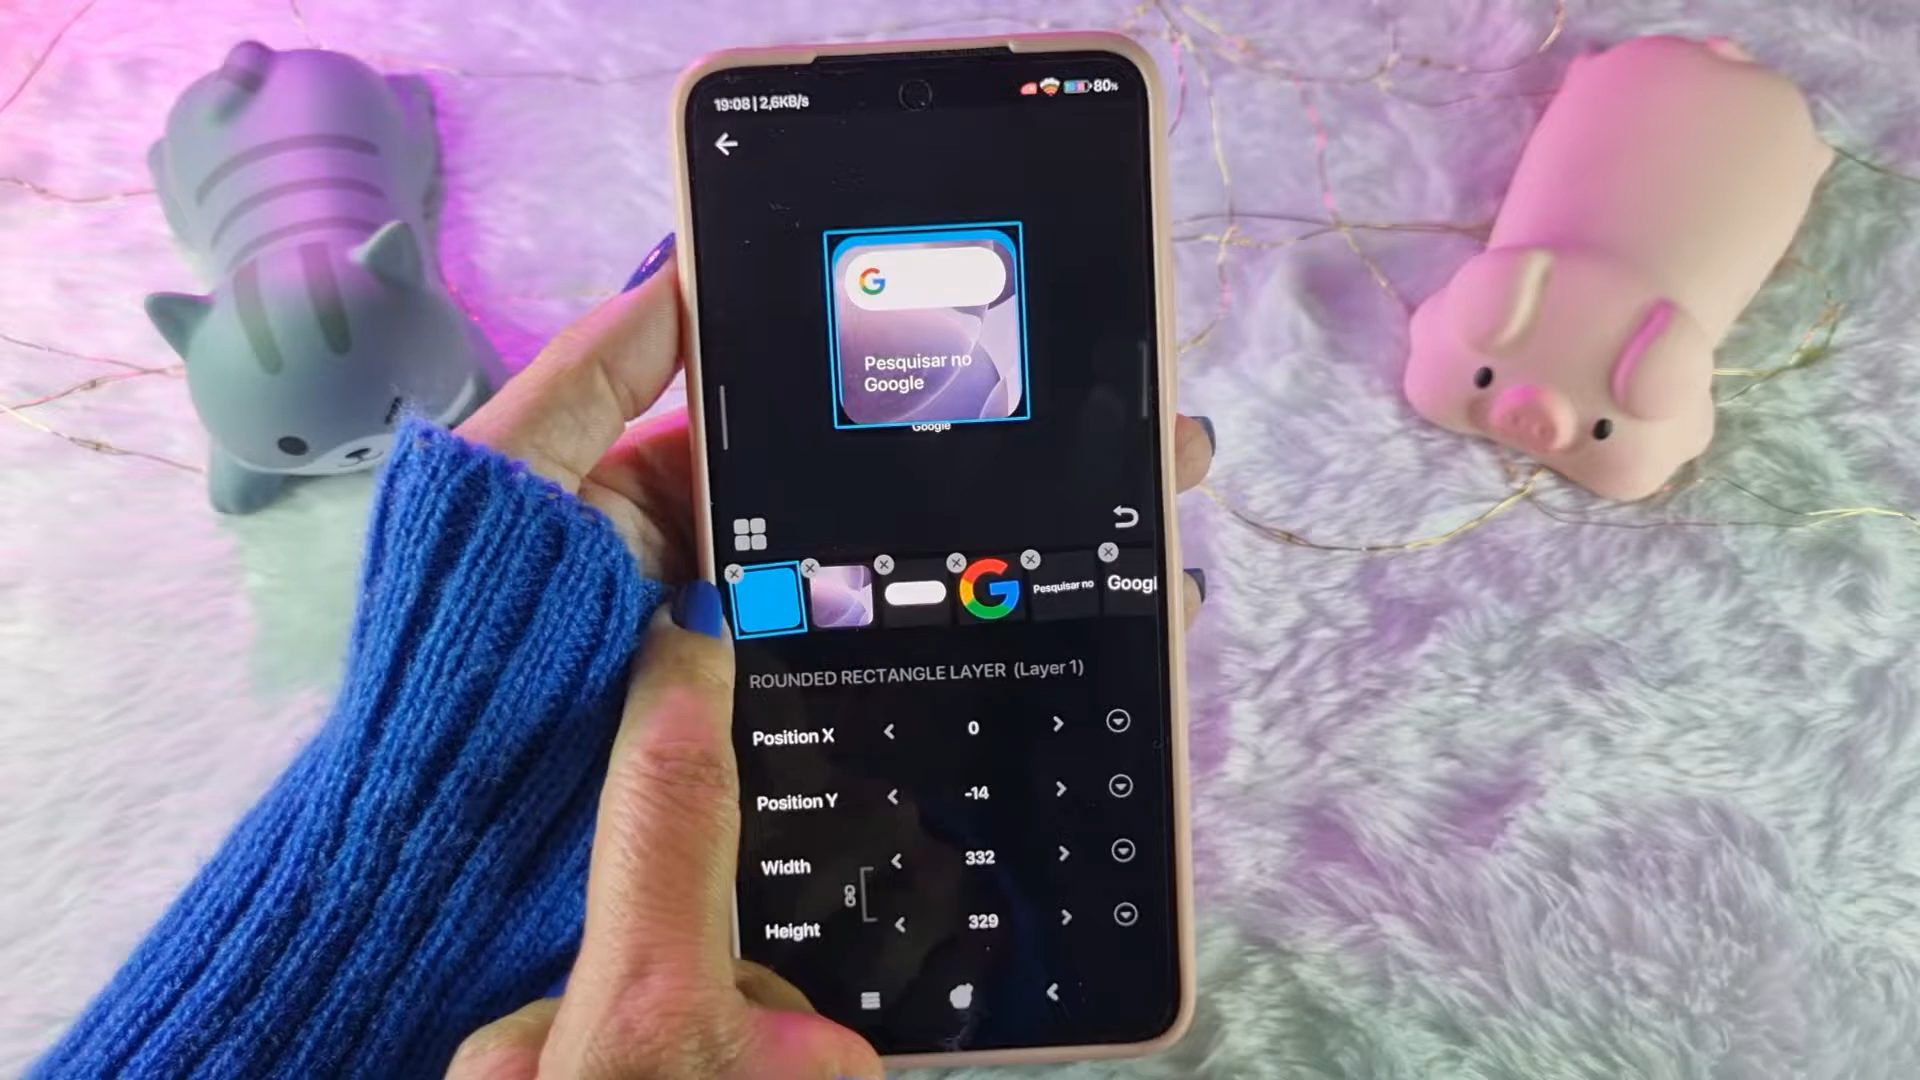 19:08 | 2,6KB/s
80%
G
Pesquisar no
Google
Google
G
Pesquisar no
Googl
ROUNDED RECTANGLE LAYER (Layer 1)
Position X
0
Position Y
-14
Width
332
Height
329